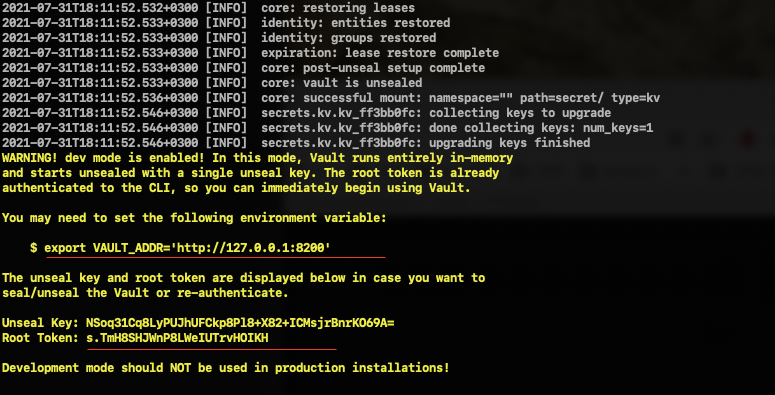 2021-07-31T18:11:52.532+0300 [INFO]  core: restoring leases
2021-07-31T18:11:52.533+0300 [INFO]  identity: entities restored
2021-07-31T18:11:52.533+0300 [INFO]  identity: groups restored
2021-07-31T18:11:52.533+0300 [INFO]  expiration: lease restore complete
2021-07-31T18:11:52.533+0300 [INFO]  core: post-unseal setup complete
2021-07-31T18:11:52.533+0300 [INFO]  core: vault is unsealed
2021-07-31T18:11:52.536+0300 [INFO]  core: successful mount: namespace="" path=secret/ type=kv
2021-07-31T18:11:52.546+0300 [INFO]  secrets.kv.kv_ff3bb0fc: collecting keys to upgrade
2021-07-31T18:11:52.546+0300 [INFO]  secrets.kv.kv_ff3bb0fc: done collecting keys: num_keys=1
2021-07-31T18:11:52.546+0300 [INFO]  secrets.kv.kv_ff3bb0fc: upgrading keys finished
WARNING! dev mode is enabled! In this mode, Vault runs entirely in-memory
and starts unsealed with a single unseal key. The root token is already
authenticated to the CLI, so you can immediately begin using Vault.
You may need to set the following environment variable:
$ export VAULT_ADDR='http://127.0.0.1:8200'
The unseal key and root token are displayed below in case you want to
seal/unseal the Vault or re-authenticate.
Unseal Key: NSoq31Cq8LyPUJhUFCkp8Pl8+X82+ICMsjrBnrKO69A=
Root Token: s.TmH8SHJWnP8LWeIUTrvHOIKH
Development mode should NOT be used in production installations!